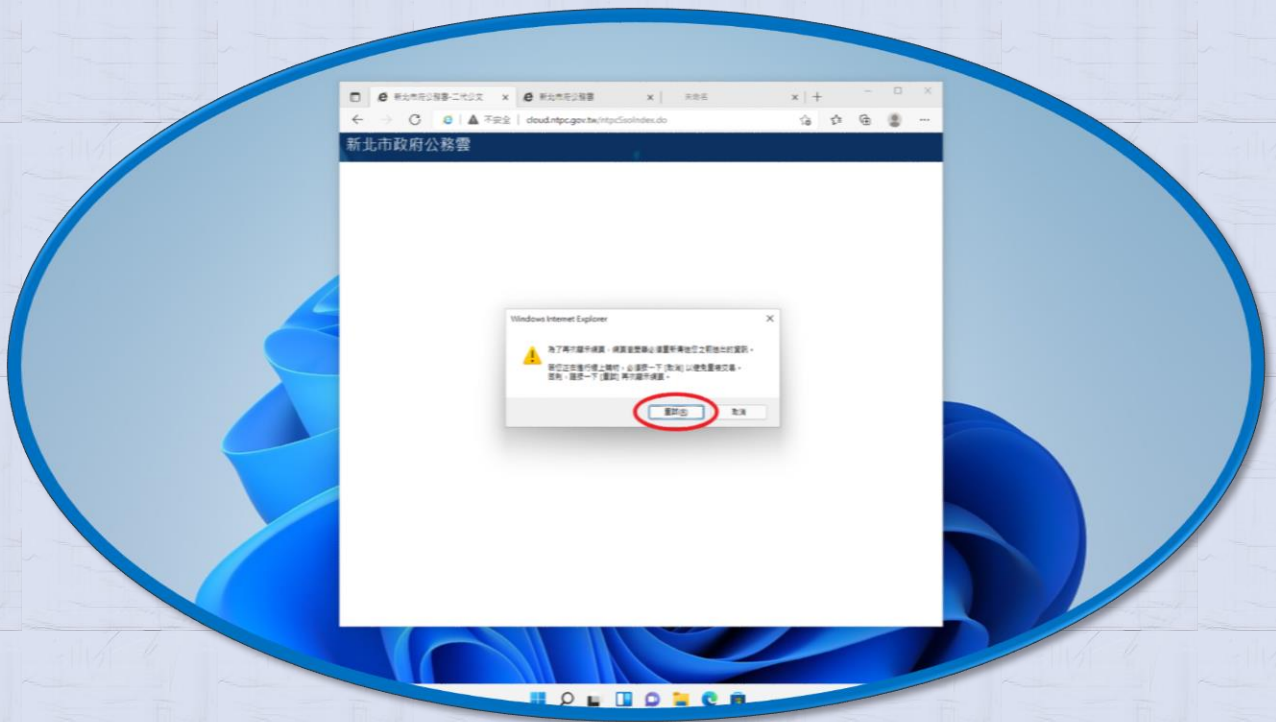 新北市府公務雲-二代公文
新北市府公務雲
未命名
不安全
cloud.ntpc.gov.tw/ntpcSsoIndex.do
新北市政府公務雲
Windows Internet Explorer
為了再次顯示網頁，網頁瀏覽器必須重新傳送您之前送出的資訊。
若您正在進行線上購物，必須按一下 [取消] 以避免重複交易。
否則，請按一下 [重試] 再次顯示網頁。
重試(R)
取消